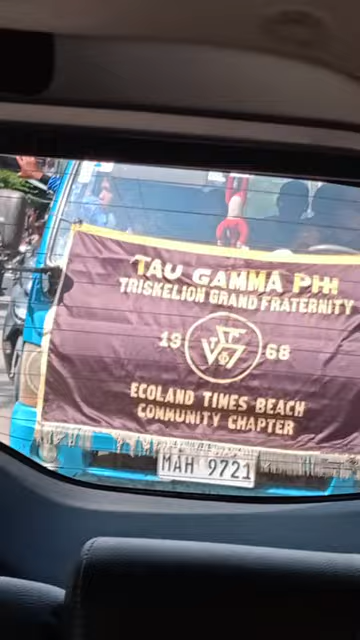 TAU GAMMA PHI
TRISKELION GRAND FRATERNITY
19 68
ECOLAND TIMES BEACH
COMMUNITY CHAPTER
MAH 9721